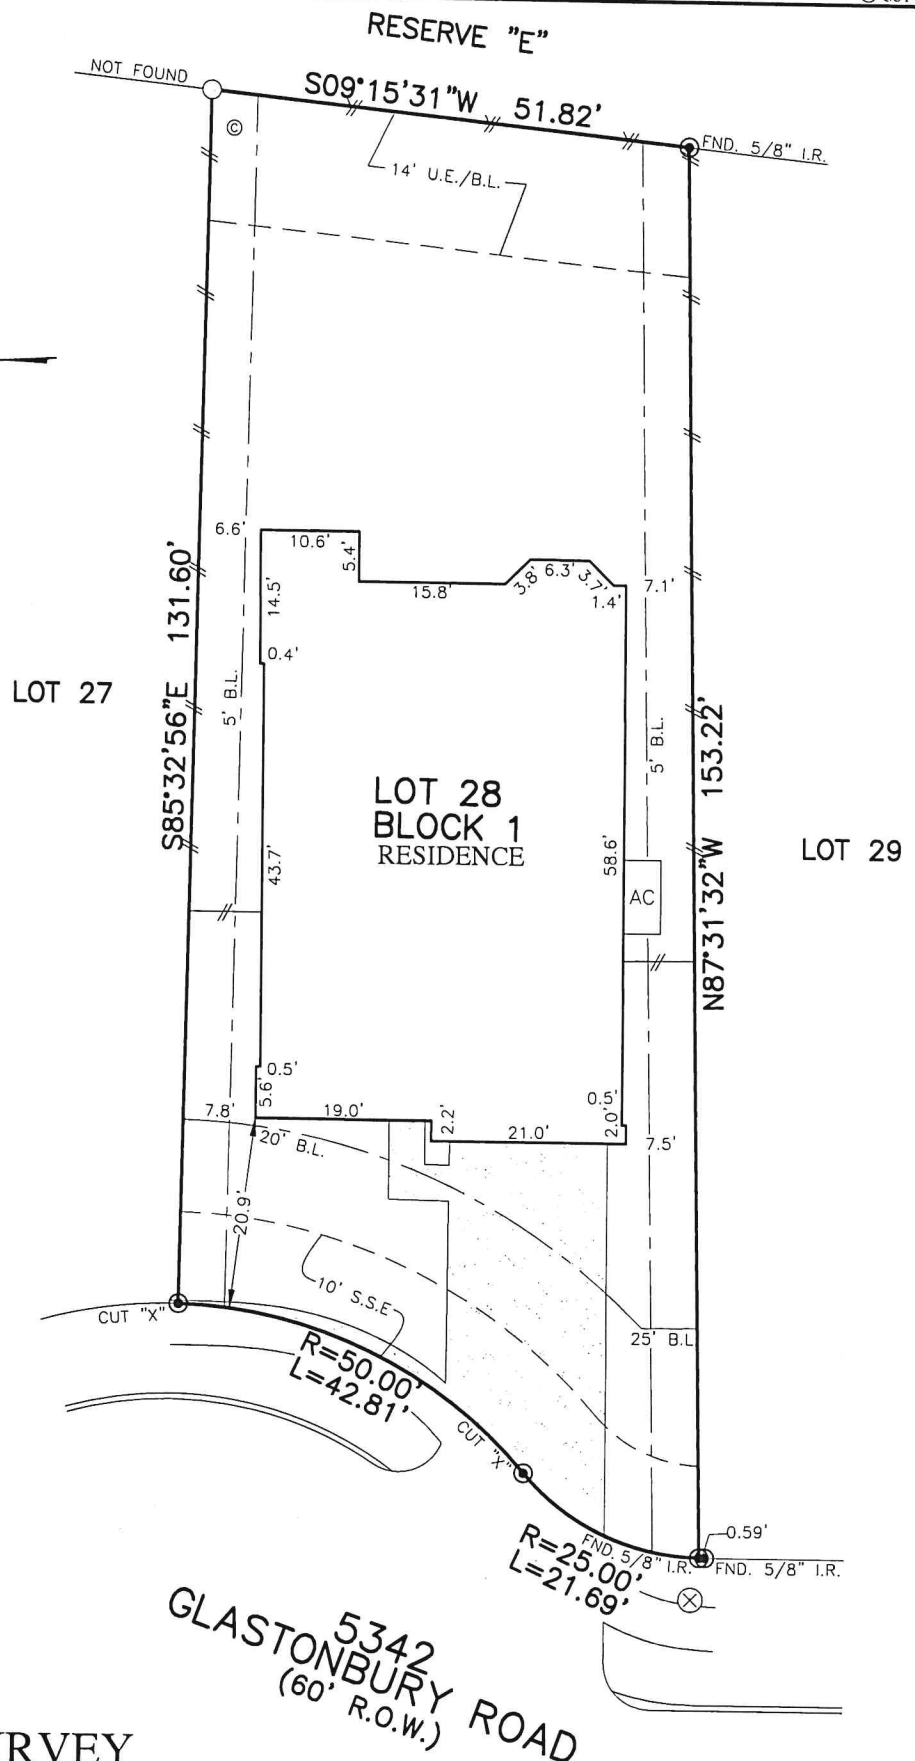 RESERVE "E"
NOT FOUND
S09°15'31"W 51.82'
FND. 5/8" I.R.
©
14' U.E./B.L.
6.6'
10.6'
5.4'
15.8'
3.8'
6.3'
3.7'
1.4'
7.1'
14.5'
0.4'
S85°32'56"E 131.60'
5' B.L.
LOT 27
LOT 28
BLOCK 1
RESIDENCE
43.7'
58.6'
5' B.L.
N87°31'32"W 153.22'
LOT 29
AC
0.5'
5.6'
7.8'
19.0'
2.2'
21.0'
0.5'
2.0'
7.5'
20' B.L.
20.9'
10' S.S.E
25' B.L
CUT "X"
R=50.00'
L=42.81'
CUT "X"
0.59'
FND. 5/8" I.R.
FND. 5/8" I.R.
R=25.00'
L=21.69'
5342
GLASTONBURY ROAD
(60' R.O.W.)
RVEY